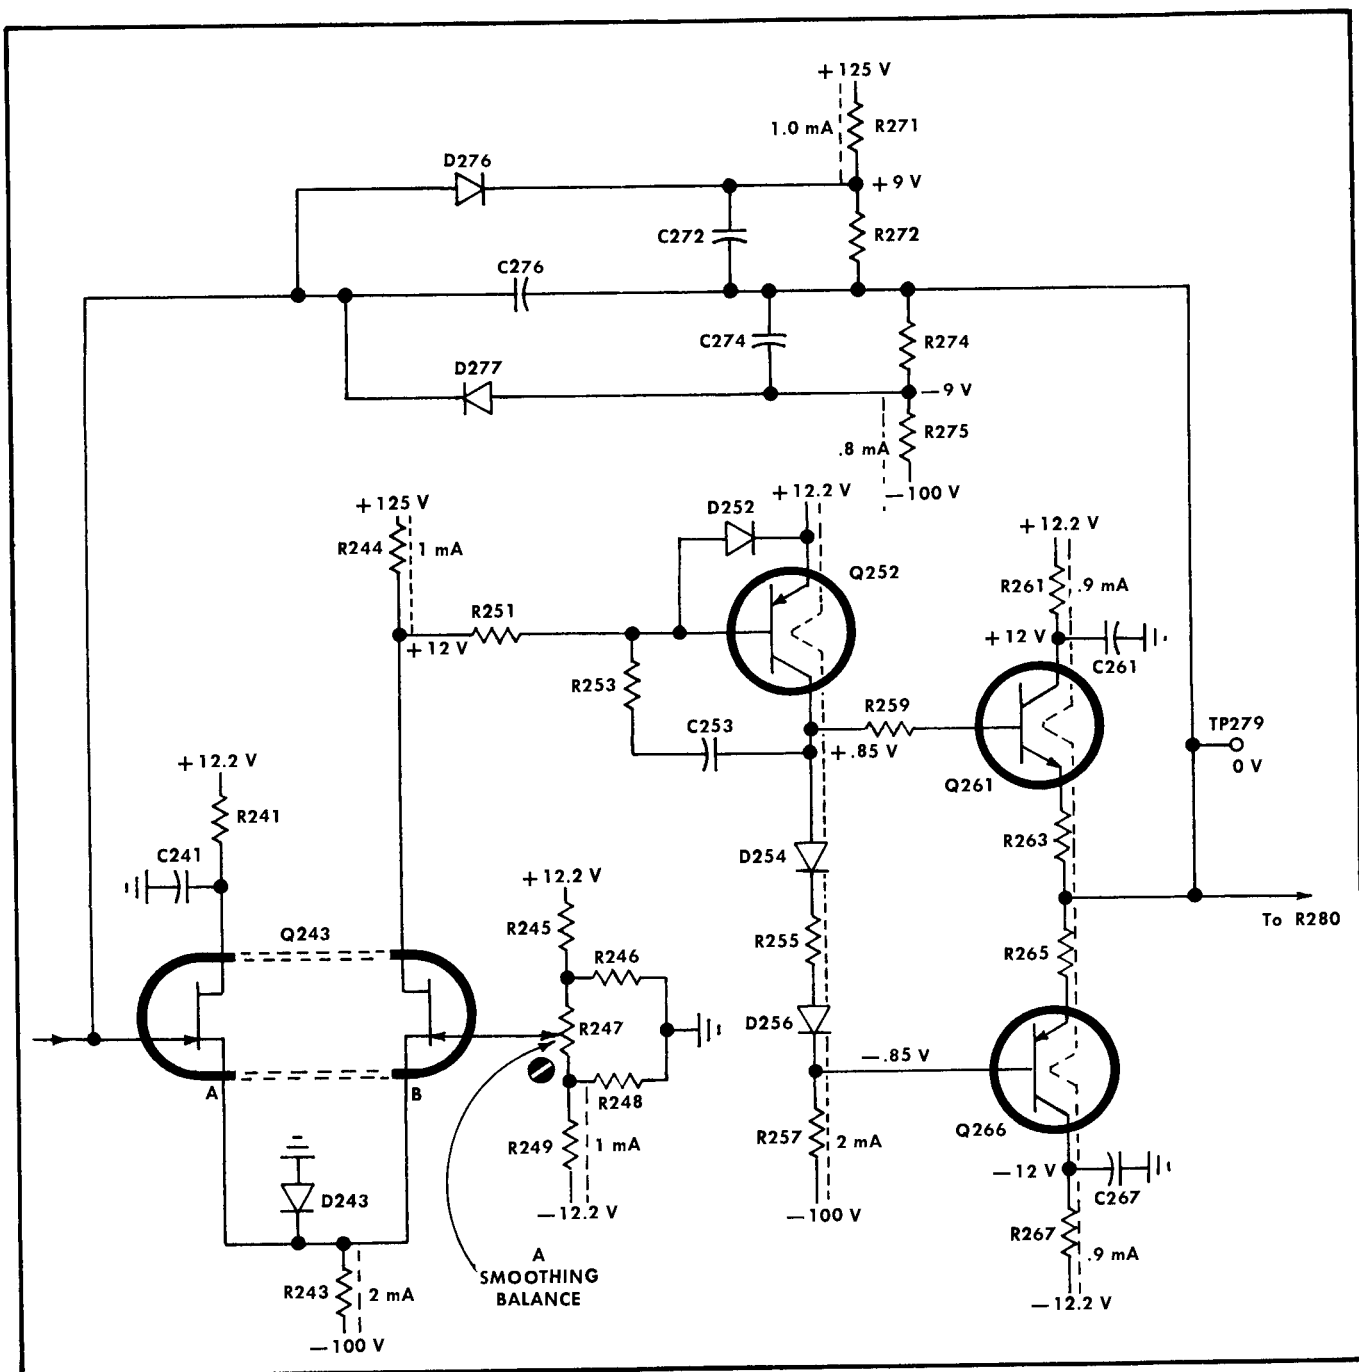 +125 V
1.0 mA
R271
D276
+9 V
C272
R272
C276
C274
R274
D277
-9 V
R275
.8 mA
-100 V
+125 V
R244
1 mA
+12.2 V
D252
Q252
R251
+12 V
R253
C253
R259
+.85 V
+12.2 V
R261
.9 mA
+12 V
C261
Q261
TP279
0 V
R263
+12.2 V
R241
C241
Q243
A
B
D243
R243
2 mA
-100 V
+12.2 V
R245
R246
R247
R248
R249
1 mA
-12.2 V
A
SMOOTHING
BALANCE
D254
R255
D256
-.85 V
R257
2 mA
-100 V
To R280
R265
Q266
-12 V
C267
R267
.9 mA
-12.2 V